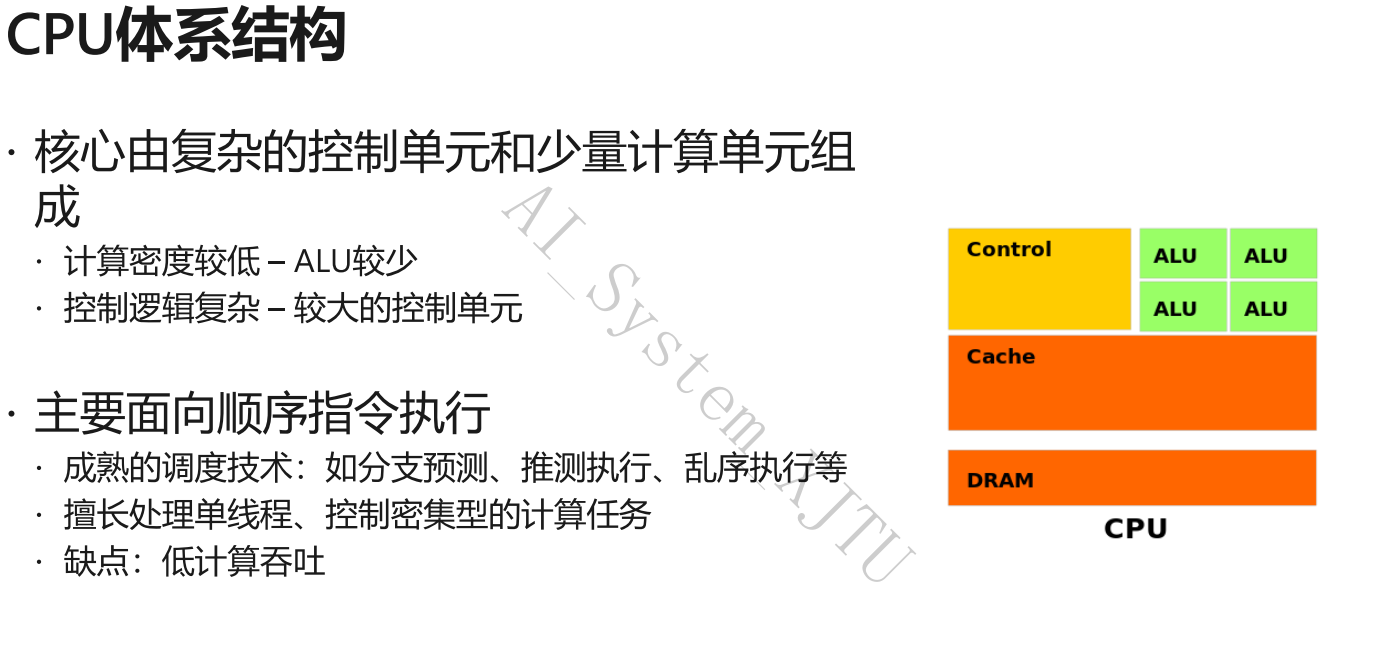 CPU体系结构
· 核心由复杂的控制单元和少量计算单元组
成
· 计算密度较低 – ALU较少
· 控制逻辑复杂 – 较大的控制单元
· 主要面向顺序指令执行
· 成熟的调度技术：如分支预测、推测执行、乱序执行等
· 擅长处理单线程、控制密集型的计算任务
· 缺点：低计算吞吐
Control
ALU ALU
ALU ALU
Cache
DRAM
CPU
AI_System_XJTU